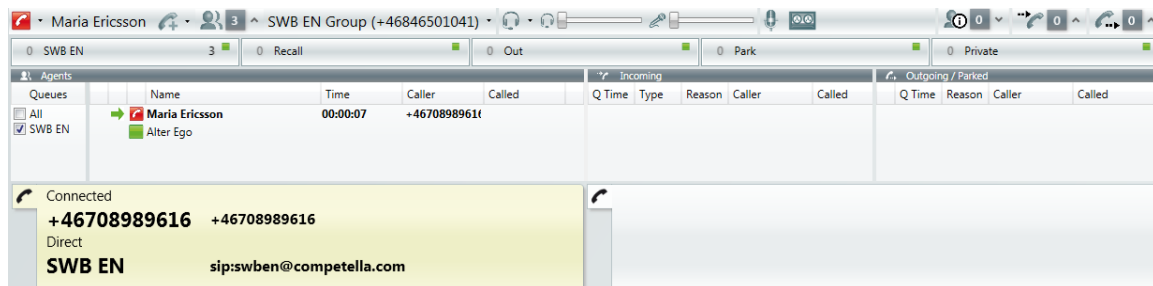 Maria Ericsson 3 SWB EN Group (+46846501041) 0 0 0
0 SWB EN 3 0 Recall 0 Out 0 Park 0 Private
Agents Incoming Outgoing / Parked
Queues Name Time Caller Called Q Time Type Reason Caller Called Q Time Reason Caller Called
All Maria Ericsson 00:00:07 +46708989616
SWB EN Alter Ego
Connected
+46708989616 +46708989616
Direct
SWB EN sip:swben@competella.com